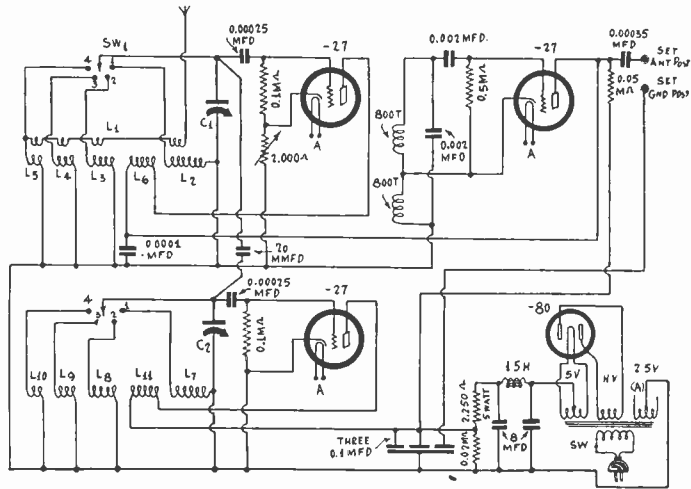 SW1
4
3
2
1
0.00025
MFD
0.1MΩ
-27
A
2.000Ω
C1
L1
L5
L4
L3
L6
L2
0.0001
MFD
20
MMFD
0.002 MFD.
-27
0.5MΩ
A
800T
800T
0.002
MFD
0.00035
MFD
SET
ANT POST
0.05
MΩ
SET
GND POST
4
3
2
1
0.00025
MFD
0.1MΩ
-27
A
C2
L10
L9
L8
L11
L7
THREE
0.1 MFD
2.250Ω
5 WATT
0.02MΩ
15H
8
MFD
-80
5V
HV
2.5V
(A)
SW